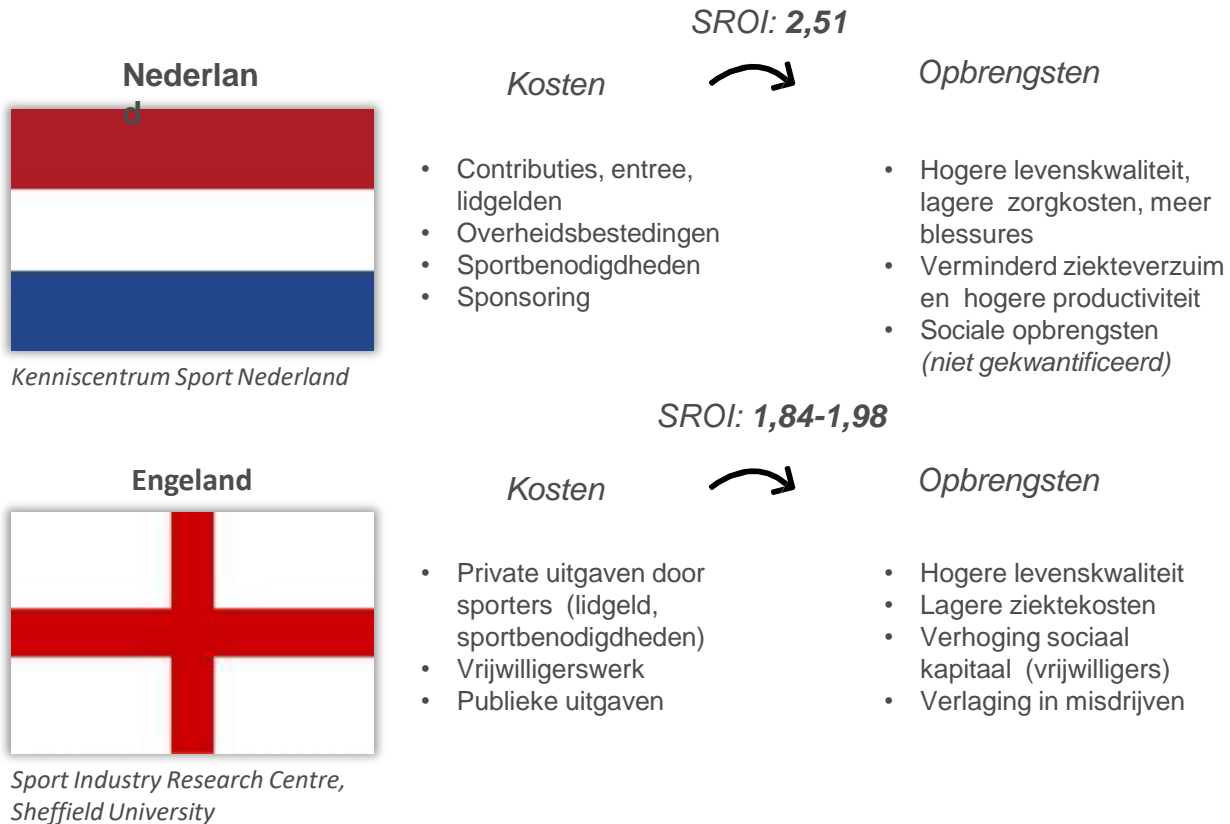 SROI: 2,51
Nederlan
d
Kosten
Opbrengsten
• Contributies, entree,
lidgelden
• Overheidsbestedingen
• Sportbenodigdheden
• Sponsoring
• Hogere levenskwaliteit,
lagere zorgkosten, meer
blessures
• Verminderd ziekteverzuim
en hogere productiviteit
• Sociale opbrengsten
(niet gekwantificeerd)
Kenniscentrum Sport Nederland
SROI: 1,84-1,98
Engeland
Kosten
Opbrengsten
• Private uitgaven door
sporters (lidgeld,
sportbenodigdheden)
• Vrijwilligerswerk
• Publieke uitgaven
• Hogere levenskwaliteit
• Lagere ziektekosten
• Verhoging sociaal
kapitaal (vrijwilligers)
• Verlaging in misdrijven
Sport Industry Research Centre,
Sheffield University